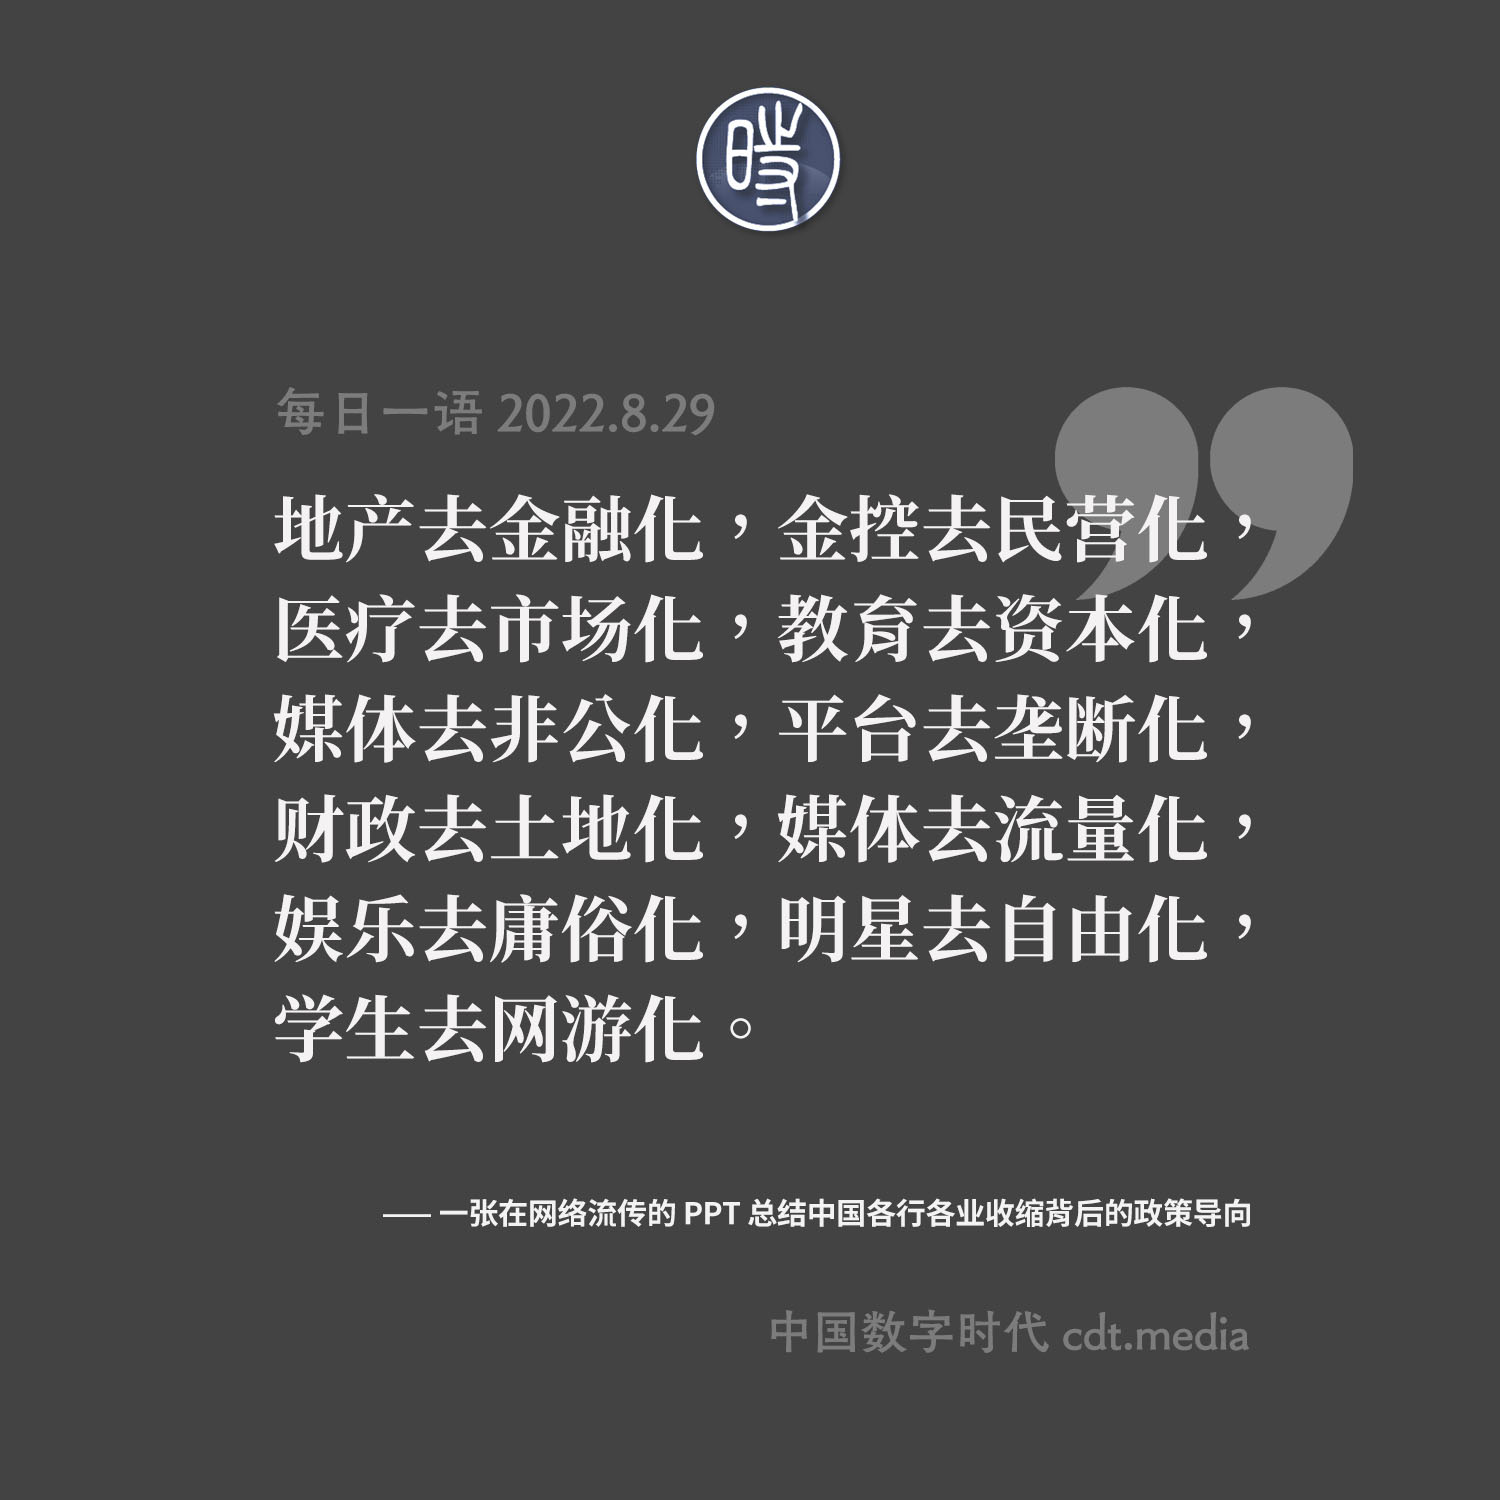 時
每日一语 2022.8.29
地产去金融化，金控去民营化，
医疗去市场化，教育去资本化，
媒体去非公化，平台去垄断化，
财政去土地化，媒体去流量化，
娱乐去庸俗化，明星去自由化，
学生去网游化。
—— 一张在网络流传的 PPT 总结中国各行各业收缩背后的政策导向
中国数字时代 cdt.media